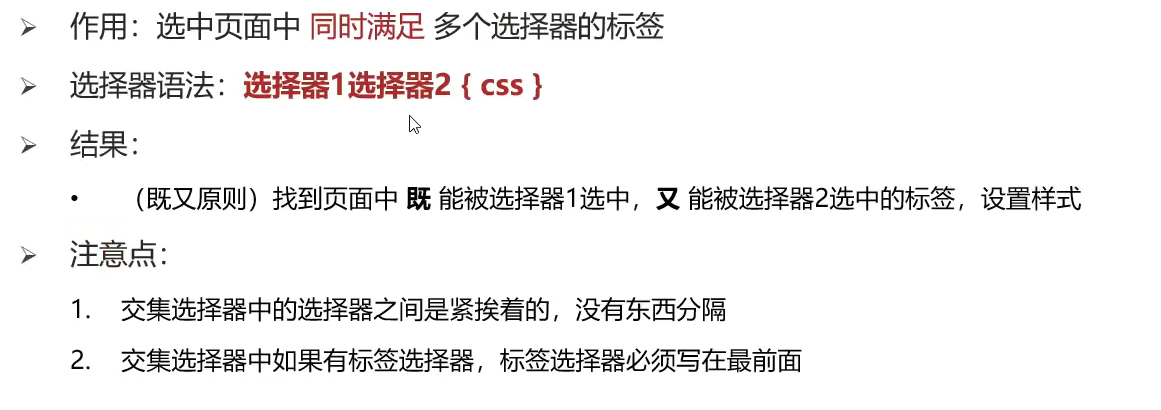 作用：选中页面中 同时满足 多个选择器的标签
选择器语法：选择器1选择器2 { css }
结果：
（既又原则）找到页面中 既 能被选择器1选中，又 能被选择器2选中的标签，设置样式
注意点：
1. 交集选择器中的选择器之间是紧挨着的，没有东西分隔
2. 交集选择器中如果有标签选择器，标签选择器必须写在最前面